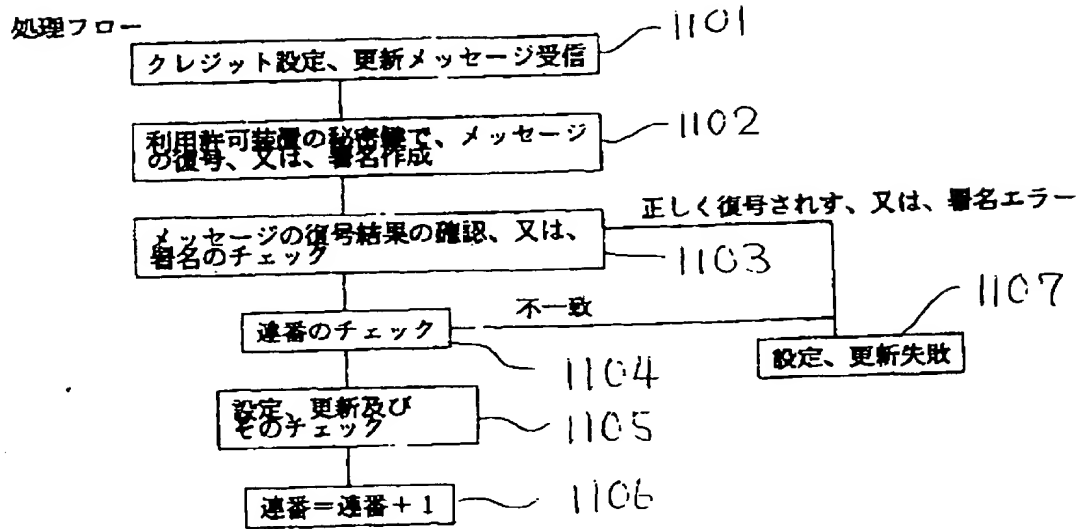 処理フロー
1101
クレジット設定、更新メッセージ受信
1102
利用許可装置の秘密鍵で、メッセージ
の復号、又は、署名作成
正しく復号されす、又は、署名エラー
メッセージの復号結果の確認、又は、
署名のチェック
1103
1107
不一致
連番のチェック
設定、更新失敗
1104
設定、更新及び
そのチェック
1105
連番=連番+1
1106